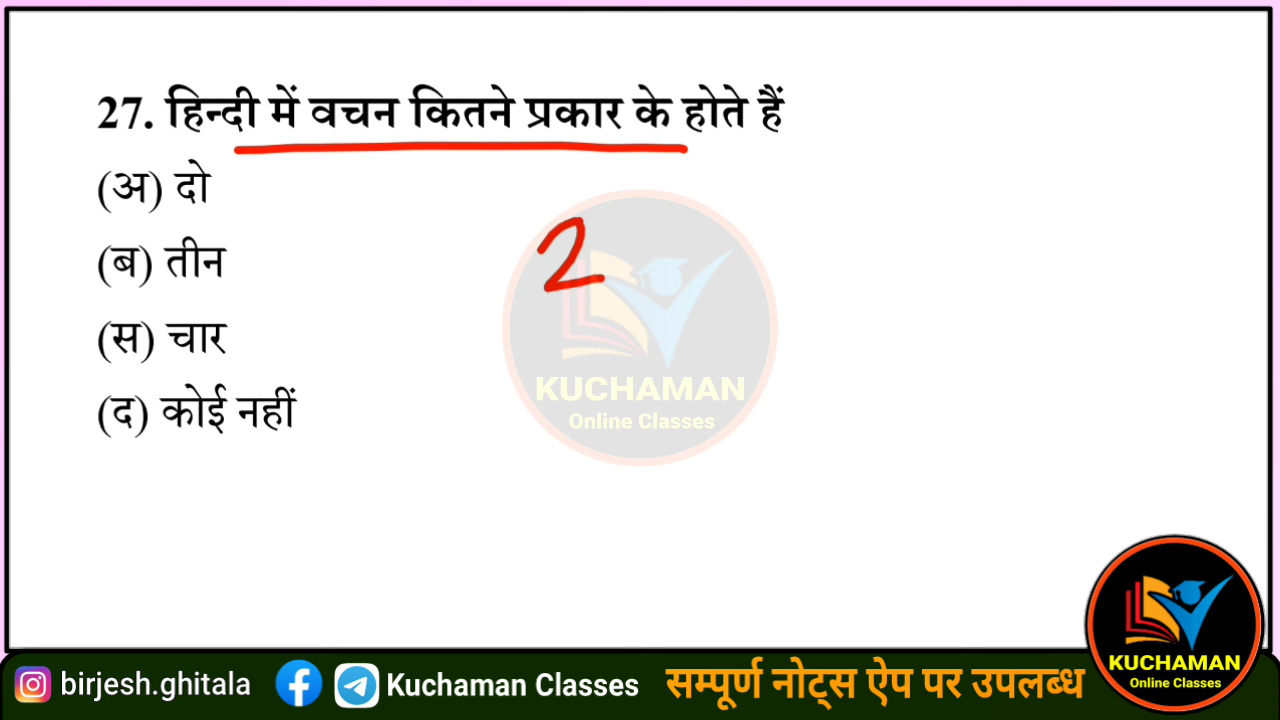 27. हिन्दी में वचन कितने प्रकार के होते हैं
(अ) दो
(ब) तीन
(स) चार
(द) कोई नहीं
2
KUCHAMAN
Online Classes
birjesh.ghitala
Kuchaman Classes
सम्पूर्ण नोट्स ऐप पर उपलब्ध
KUCHAMAN
Online Classes